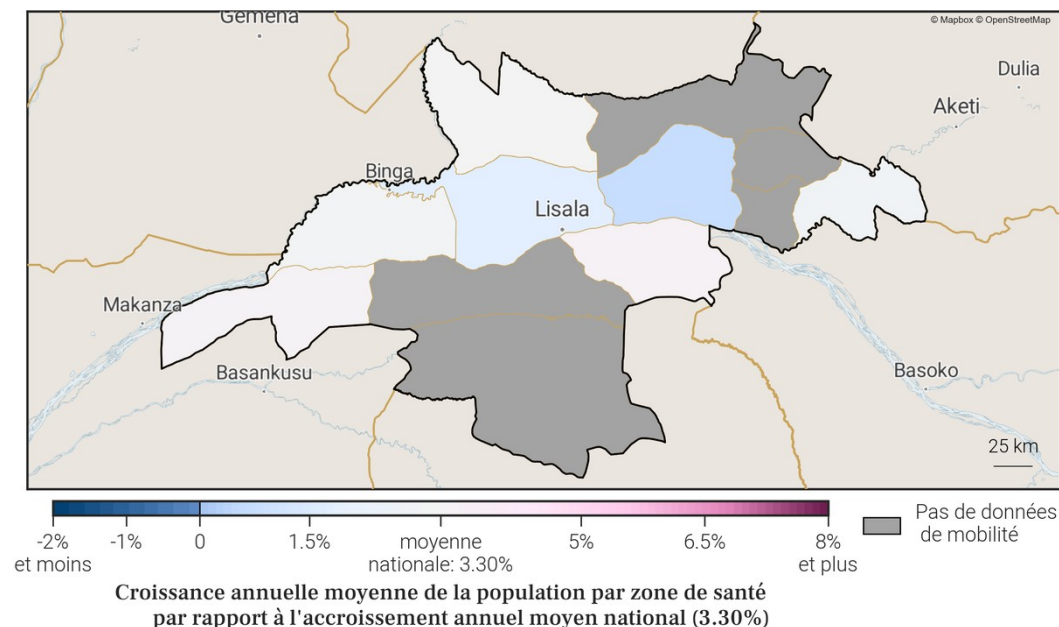 Gemena
© Mapbox © OpenStreetMap
Dulia
Aketi
Binga
Lisala
Makanza
Basankusu
Basoko
25 km
-2%
et moins
-1%
0
1.5%
moyenne
nationale: 3.30%
5%
6.5%
8%
et plus
Pas de données
de mobilité
Croissance annuelle moyenne de la population par zone de santé
par rapport à l'accroissement annuel moyen national (3.30%)